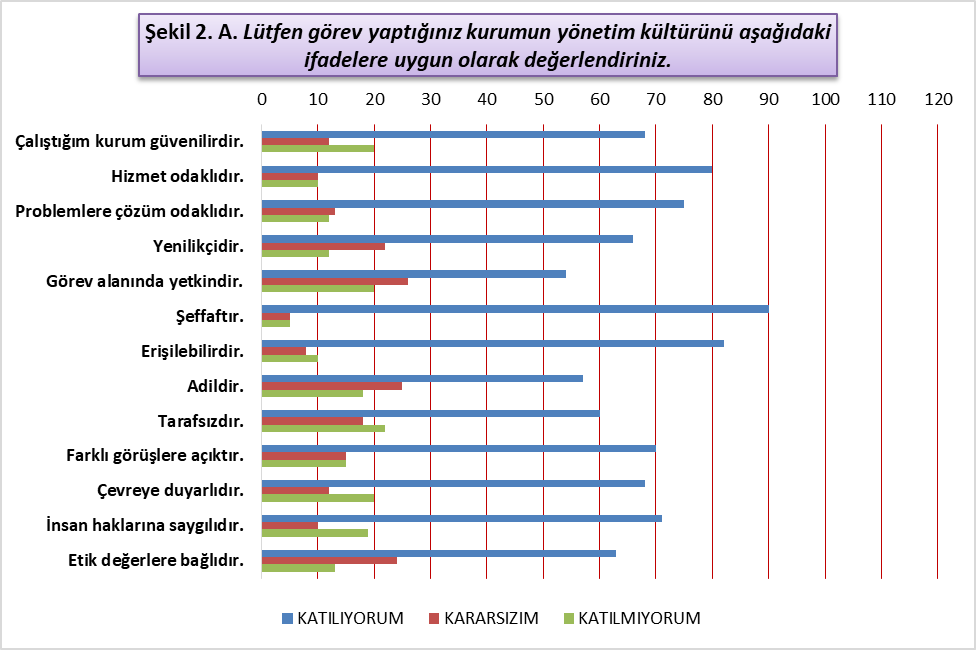 Şekil 2. A. Lütfen görev yaptığınız kurumun yönetim kültürünü aşağıdaki
ifadelere uygun olarak değerlendiriniz.
0 10 20 30 40 50 60 70 80 90 100 110 120
Çalıştığım kurum güvenilirdir.
Hizmet odaklıdır.
Problemlere çözüm odaklıdır.
Yenilikçidir.
Görev alanında yetkindir.
Şeffaftır.
Erişilebilirdir.
Adildir.
Tarafsızdır.
Farklı görüşlere açıktır.
Çevreye duyarlıdır.
İnsan haklarına saygılıdır.
Etik değerlere bağlıdır.
KATILIYORUM KARARSIZIM KATILMIYORUM